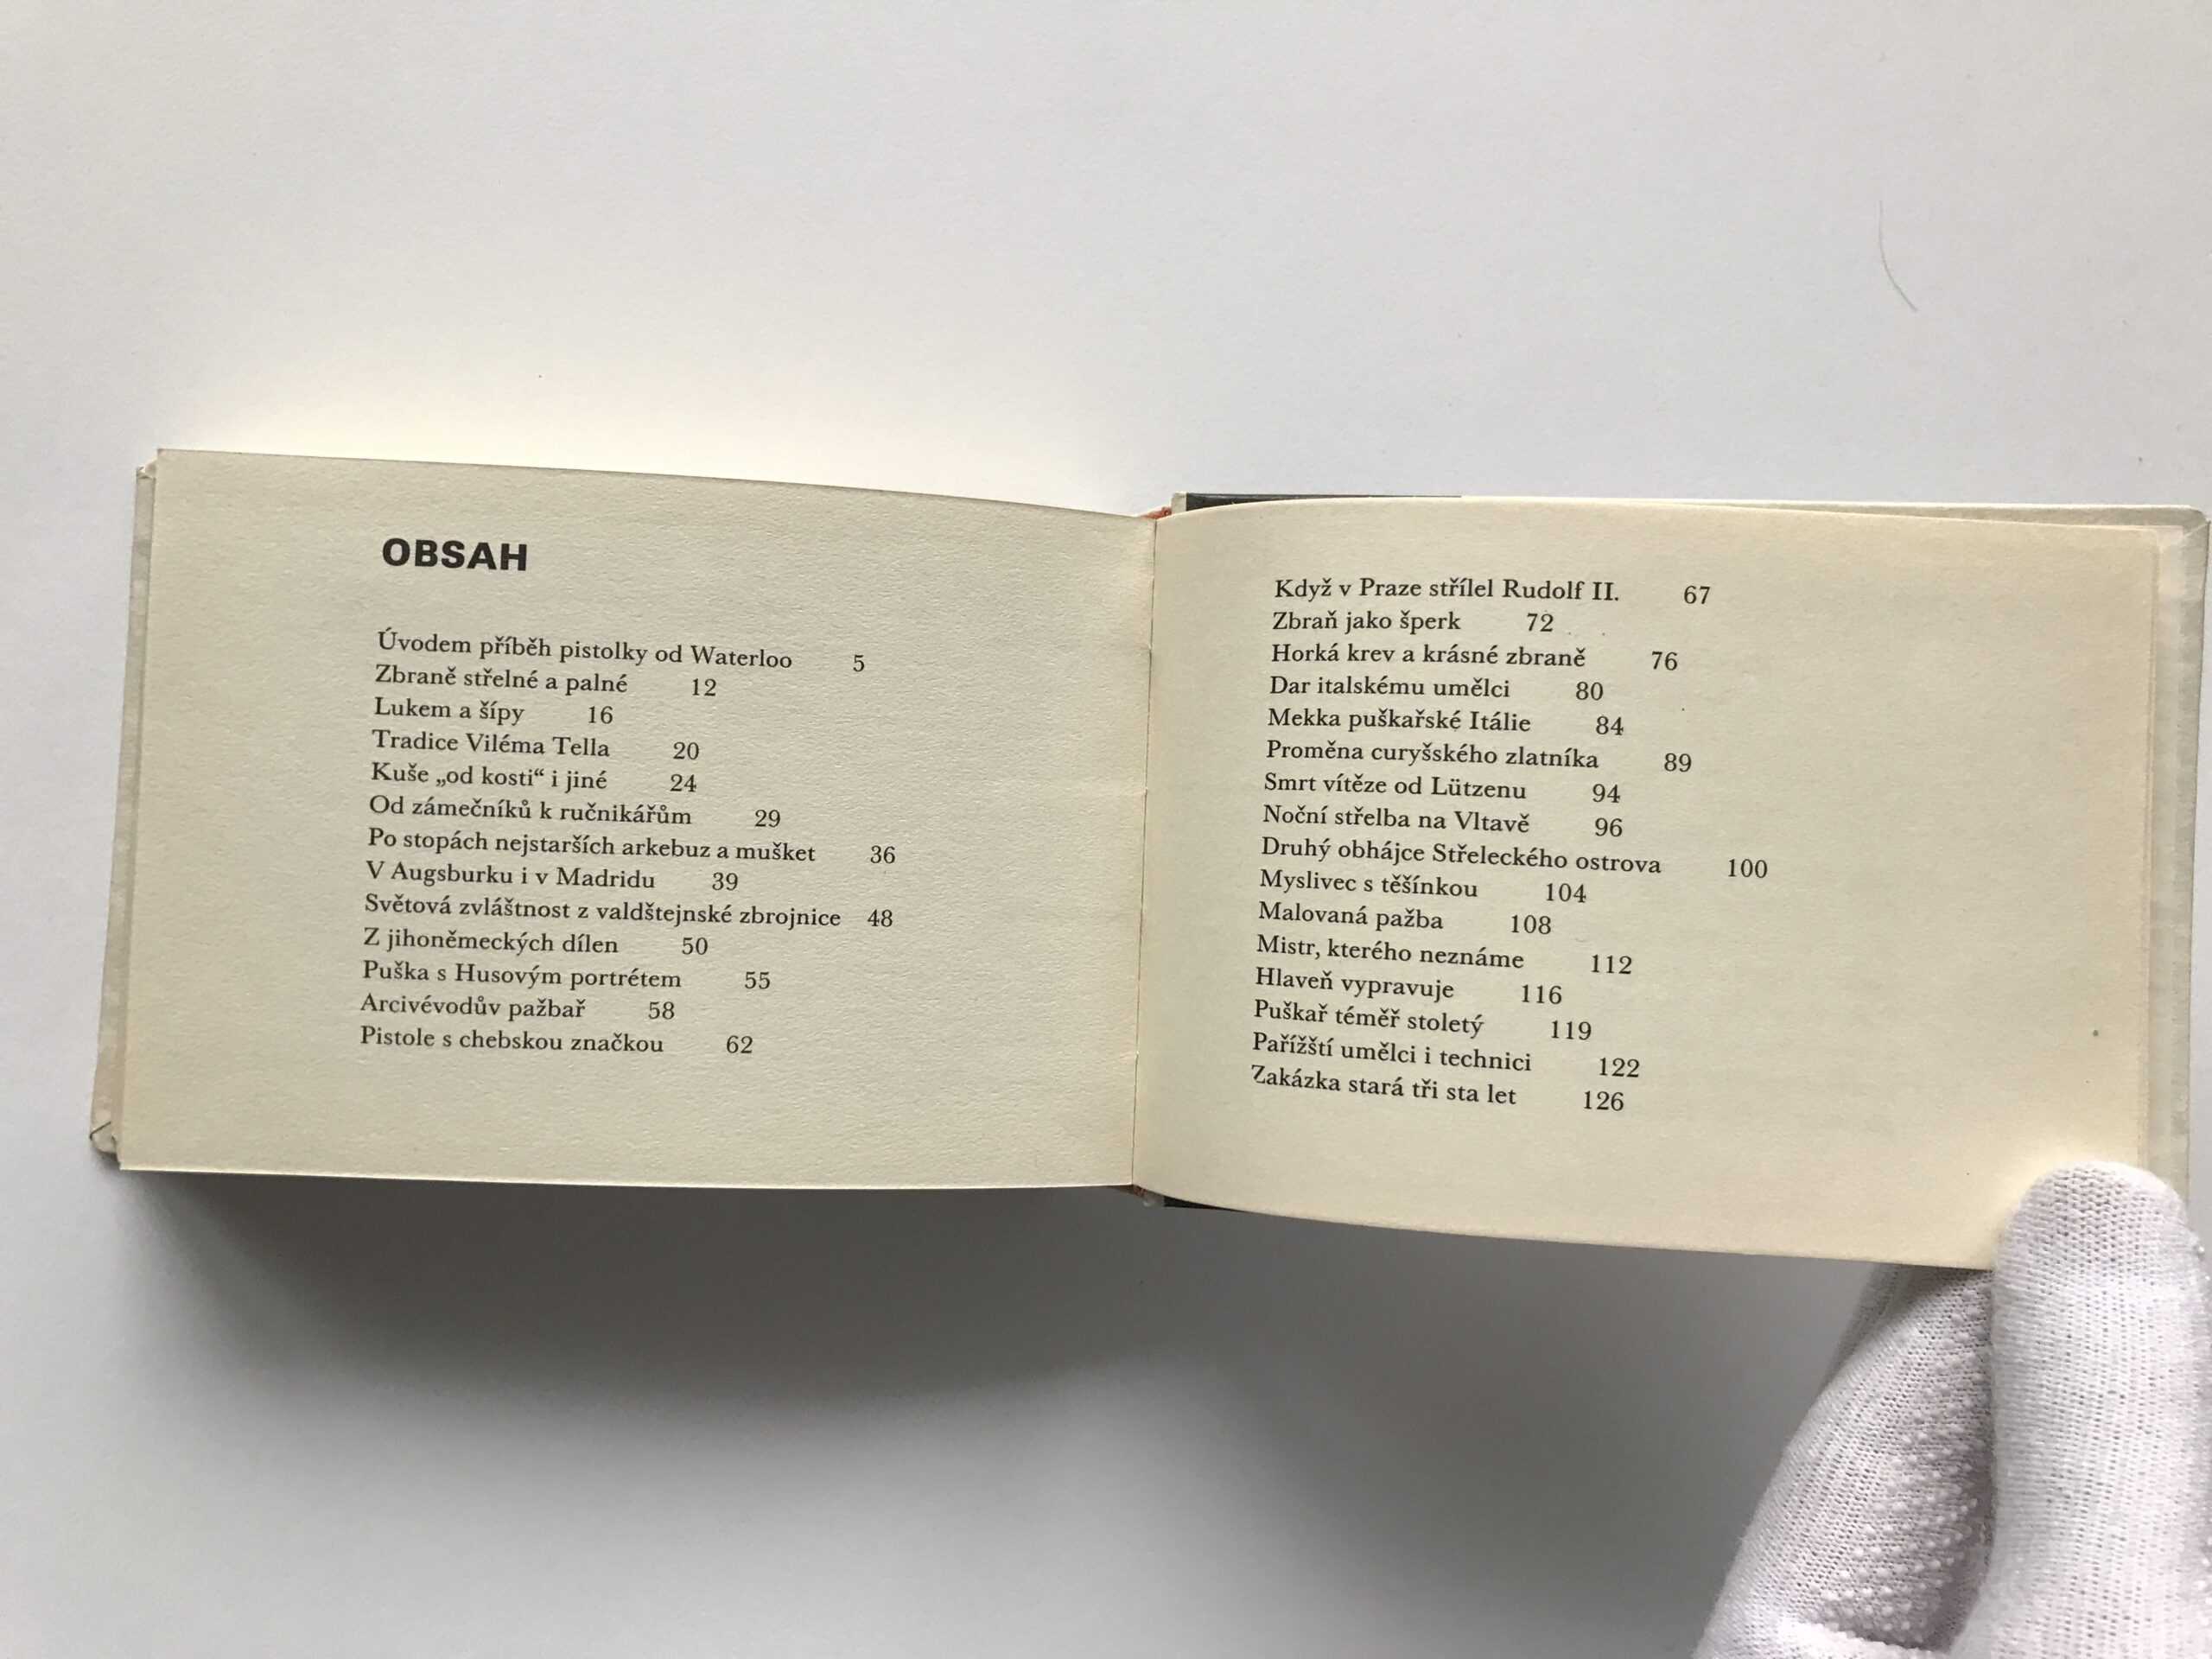 OBSAH
Úvodem příběh pistolky od Waterloo 5
Zbraně střelné a palné 12
Lukem a šípy 16
Tradice Viléma Tella 20
Kuše „od kosti“ i jiné 24
Od zámečníků k ručnikářům 29
Po stopách nejstarších arkebuz a mušket 36
V Augsburku i v Madridu 39
Světová zvláštnost z valdštejnské zbrojnice 48
Z jihoněmeckých dílen 50
Puška s Husovým portrétem 55
Arcivévodův pažbař 58
Pistole s chebskou značkou 62
Když v Praze střílel Rudolf II. 67
Zbraň jako šperk 72
Horká krev a krásné zbraně 76
Dar italskému umělci 80
Mekka puškařské Itálie 84
Proměna curyšského zlatníka 89
Smrt vítěze od Lützenu 94
Noční střelba na Vltavě 96
Druhý obhájce Střeleckého ostrova 100
Myslivec s těšínkou 104
Malovaná pažba 108
Mistr, kterého neznáme 112
Hlaveň vypravuje 116
Puškař téměř stoletý 119
Pařížští umělci i technici 122
Zakázka stará tři sta let 126